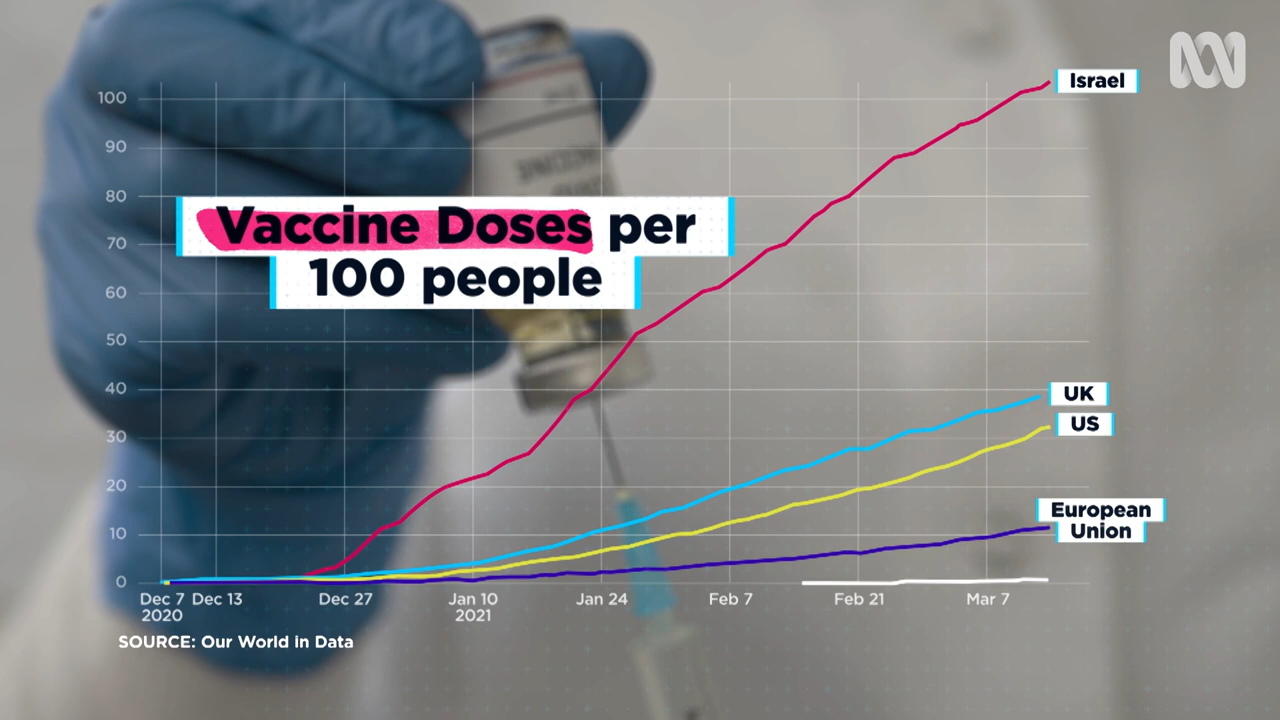 Israel
100
90
80
70
60
50
40
30
20
10
0
Vaccine Doses per
100 people
UK
US
European
Union
Dec 7 Dec 13 Dec 27 Jan 10 Jan 24 Feb 7 Feb 21 Mar 7
2020 2021
SOURCE: Our World in Data